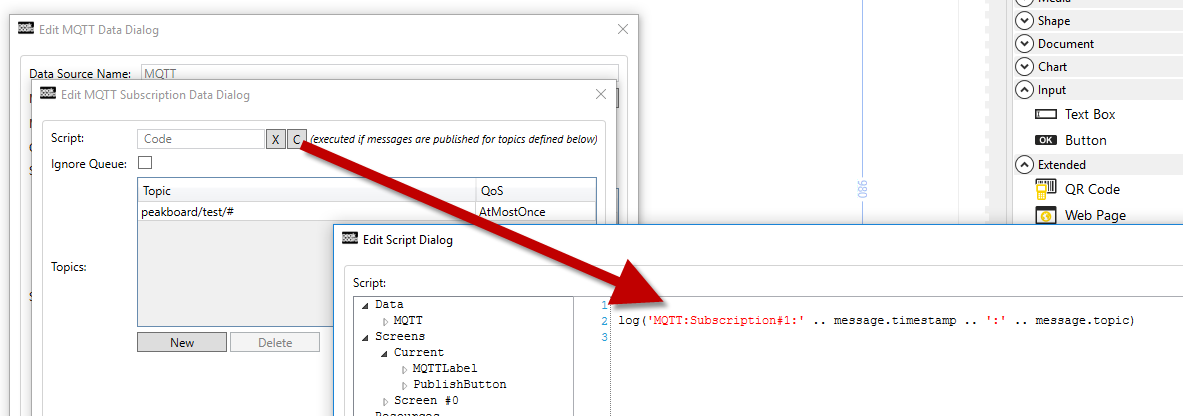 Edit MQTT Data Dialog
Data Source Name: MQTT
Edit MQTT Subscription Data Dialog
Script: Code X C (executed if messages are published for topics defined below)
Ignore Queue:
Topic QoS
peakboard/test/# AtMostOnce
Topics:
New Delete
Edit Script Dialog
Script:
Data
MQTT
Screens
Current
MQTTLabel
PublishButton
Screen #0
Resources
1
2 log('MQTT:Subscription#1:' .. message.timestamp .. ':' .. message.topic)
3
980
Media
Shape
Document
Chart
Input
Text Box
OK Button
Extended
QR Code
Web Page